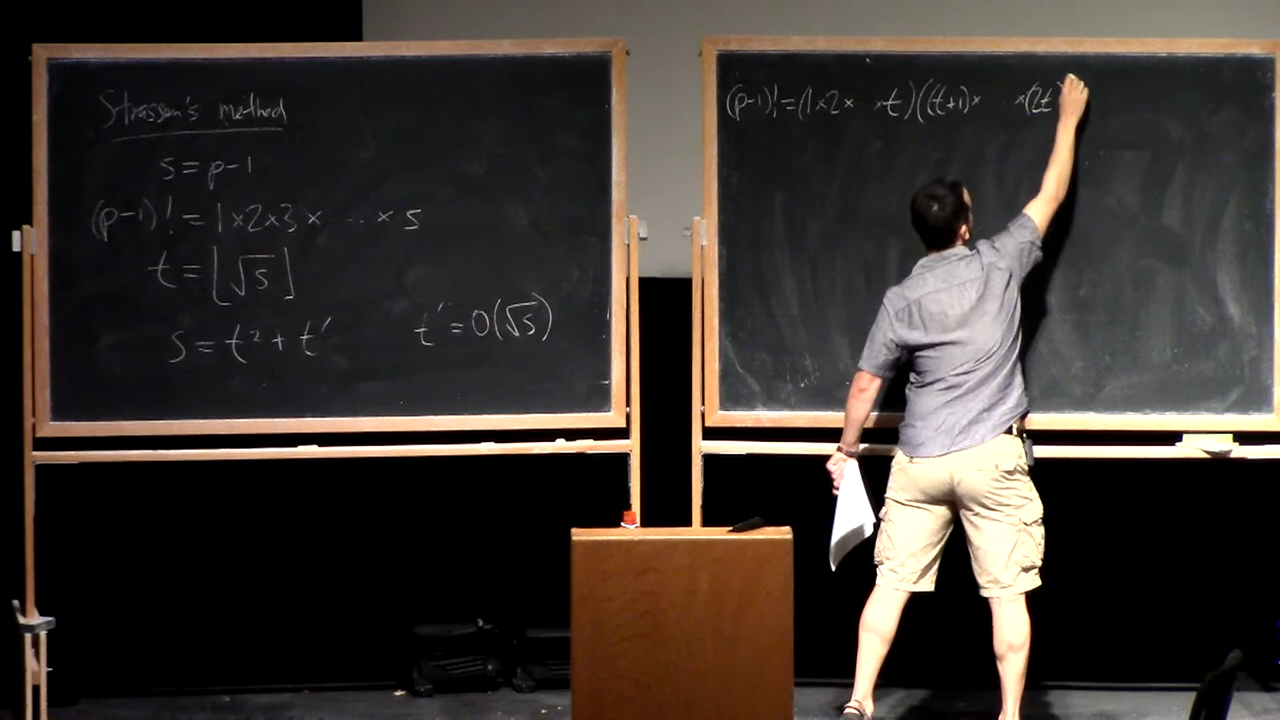 Strassen's method
s = p-1
(p-1)! = 1×2×3× ... × s
t = ⌊√s⌋
s = t² + t′ t′ = O(√s)
(p-1)! = (1×2× ×t)((t+1)× ×(2t)